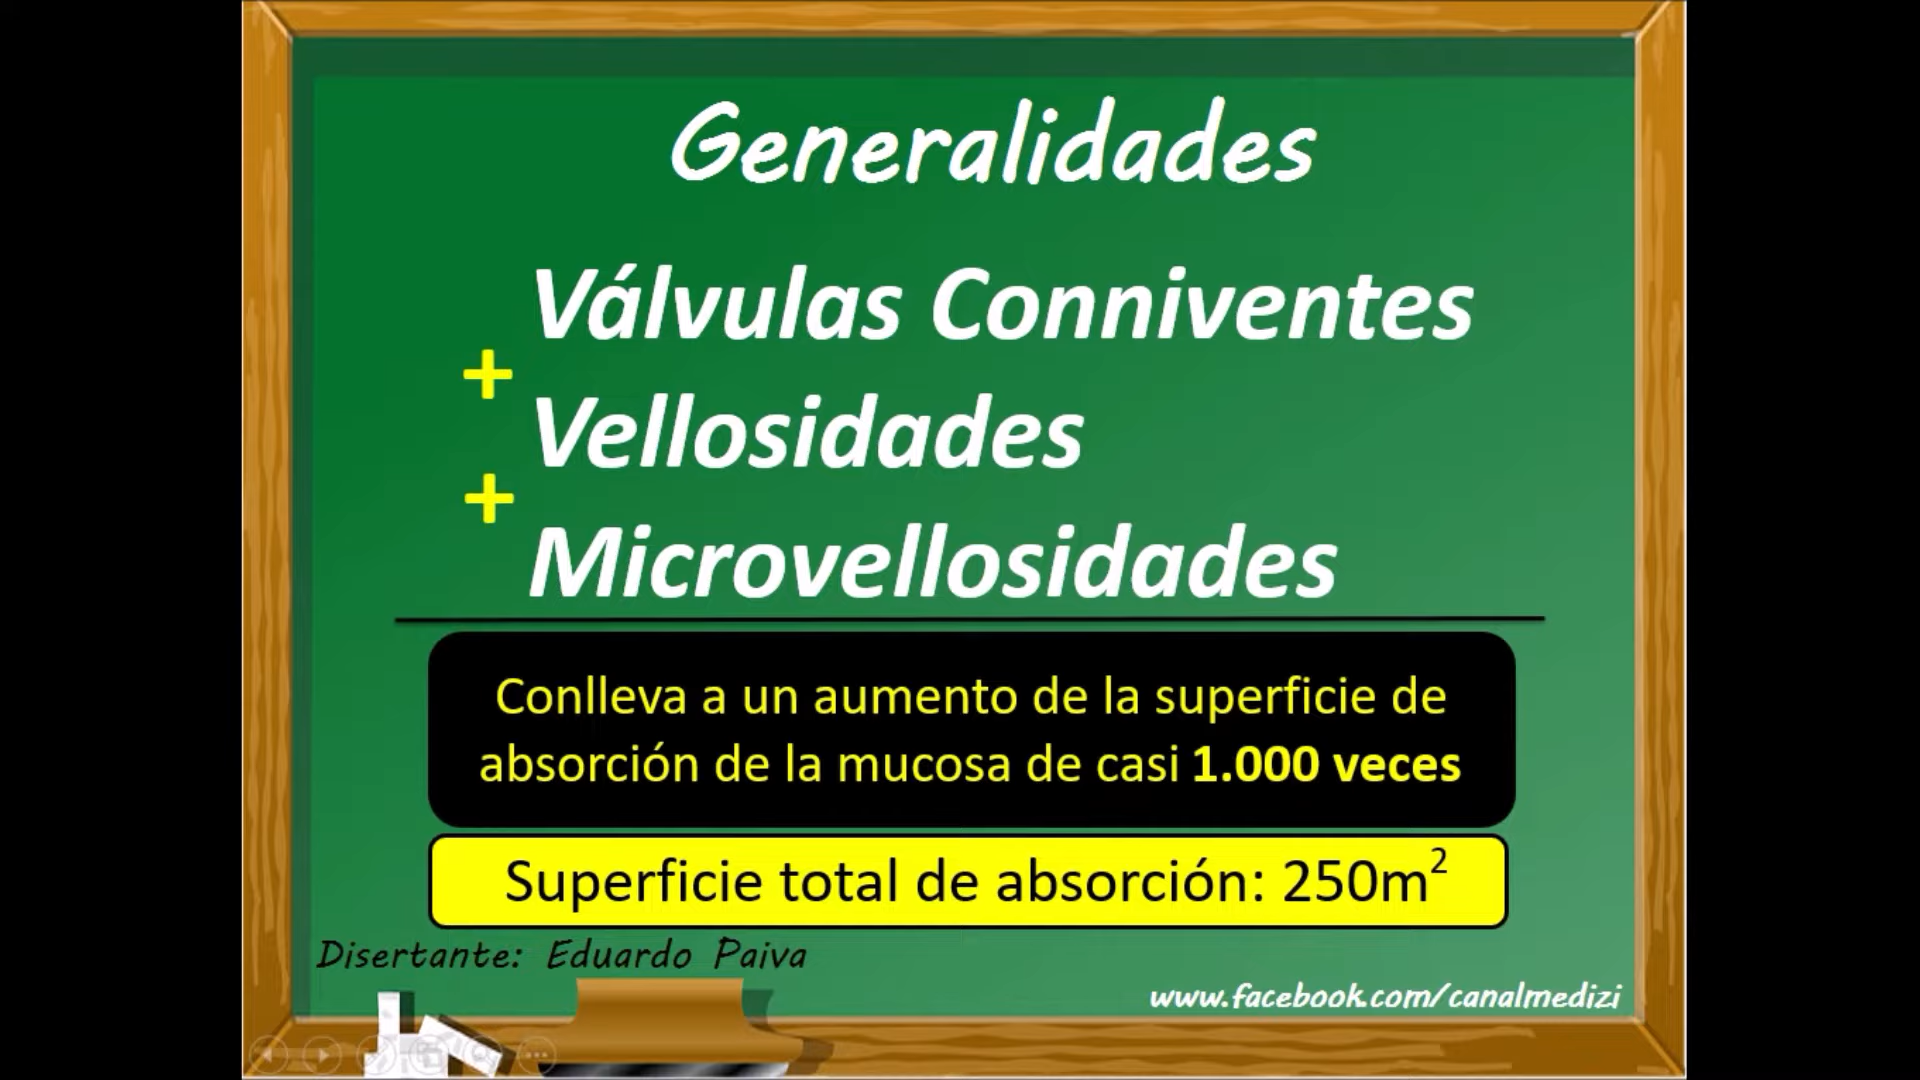 Generalidades
Válvulas Conniventes
+
Vellosidades
+
Microvellosidades
Conlleva a un aumento de la superficie de
absorción de la mucosa de casi 1.000 veces
Superficie total de absorción: 250m²
Disertante: Eduardo Paiva
www.facebook.com/canalmedizi